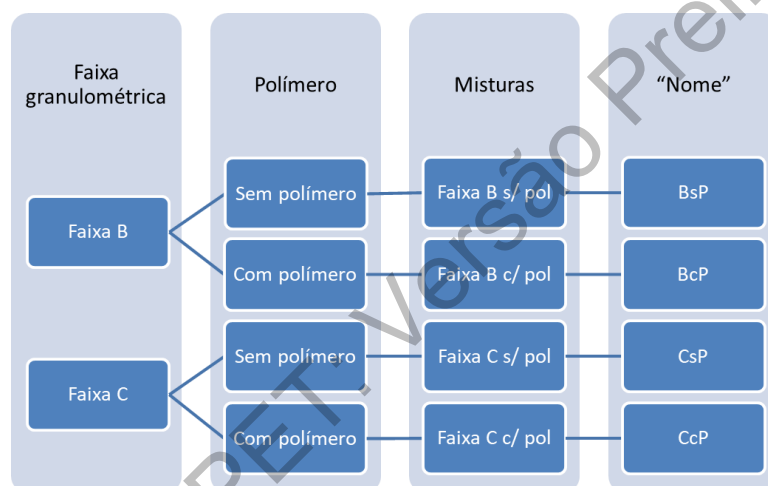 Faixa
granulométrica
Polímero
Misturas
“Nome”
Faixa B
Sem polímero
Faixa B s/ pol
BsP
Com polímero
Faixa B c/ pol
BcP
Faixa C
Sem polímero
Faixa C s/ pol
CsP
Com polímero
Faixa C c/ pol
CcP
PET: Versão